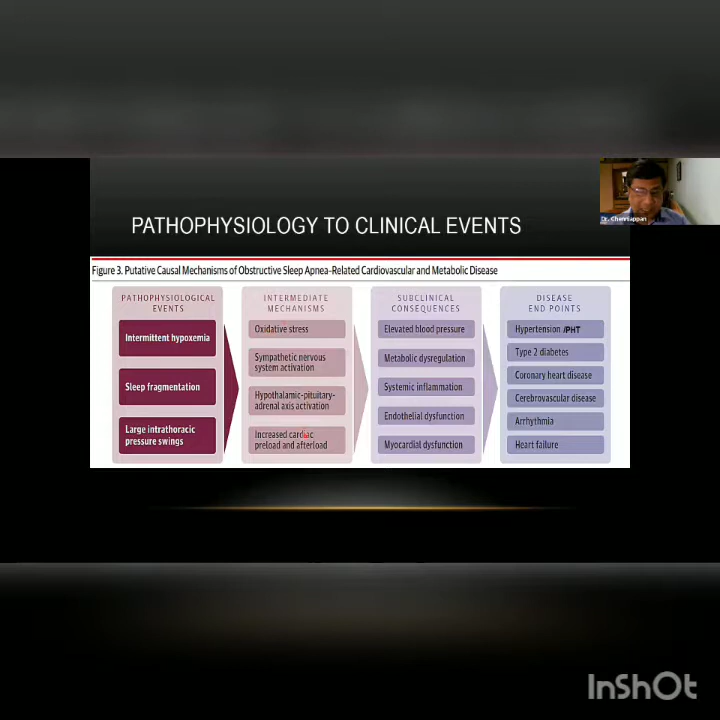 PATHOPHYSIOLOGY TO CLINICAL EVENTS
Dr. Chenniappan
Figure 3. Putative Causal Mechanisms of Obstructive Sleep Apnea-Related Cardiovascular and Metabolic Disease
PATHOPHYSIOLOGICAL
EVENTS
Intermittent hypoxemia
Sleep fragmentation
Large intrathoracic
pressure swings
INTERMEDIATE
MECHANISMS
Oxidative stress
Sympathetic nervous
system activation
Hypothalamic-pituitary-
adrenal axis activation
Increased cardiac
preload and afterload
SUBCLINICAL
CONSEQUENCES
Elevated blood pressure
Metabolic dysregulation
Systemic inflammation
Endothelial dysfunction
Myocardial dysfunction
DISEASE
END POINTS
Hypertension /PHT
Type 2 diabetes
Coronary heart disease
Cerebrovascular disease
Arrhythmia
Heart failure
InShOt